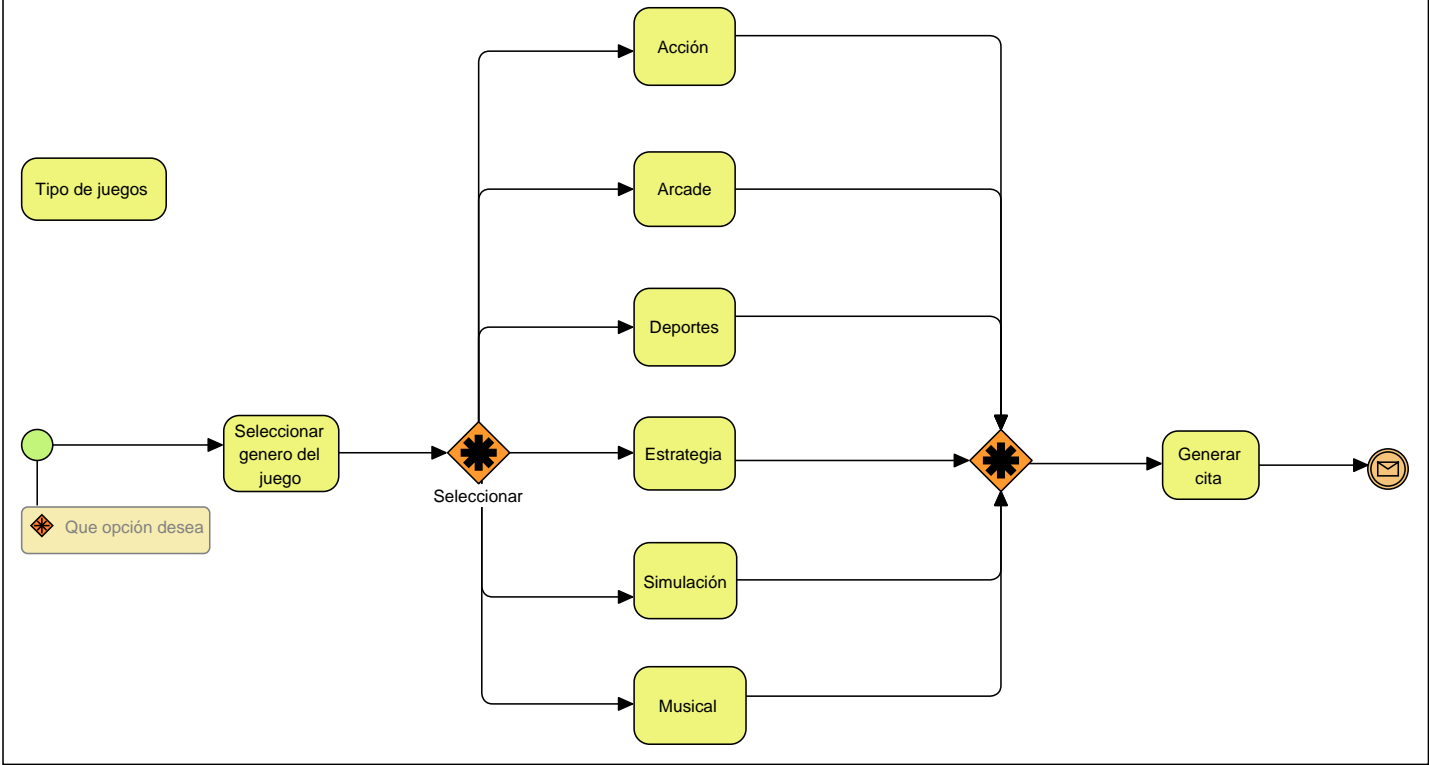 Acción
Tipo de juegos
Arcade
Deportes
Seleccionar
genero del
juego
Seleccionar
Estrategia
Generar
cita
Que opción desea
Simulación
Musical